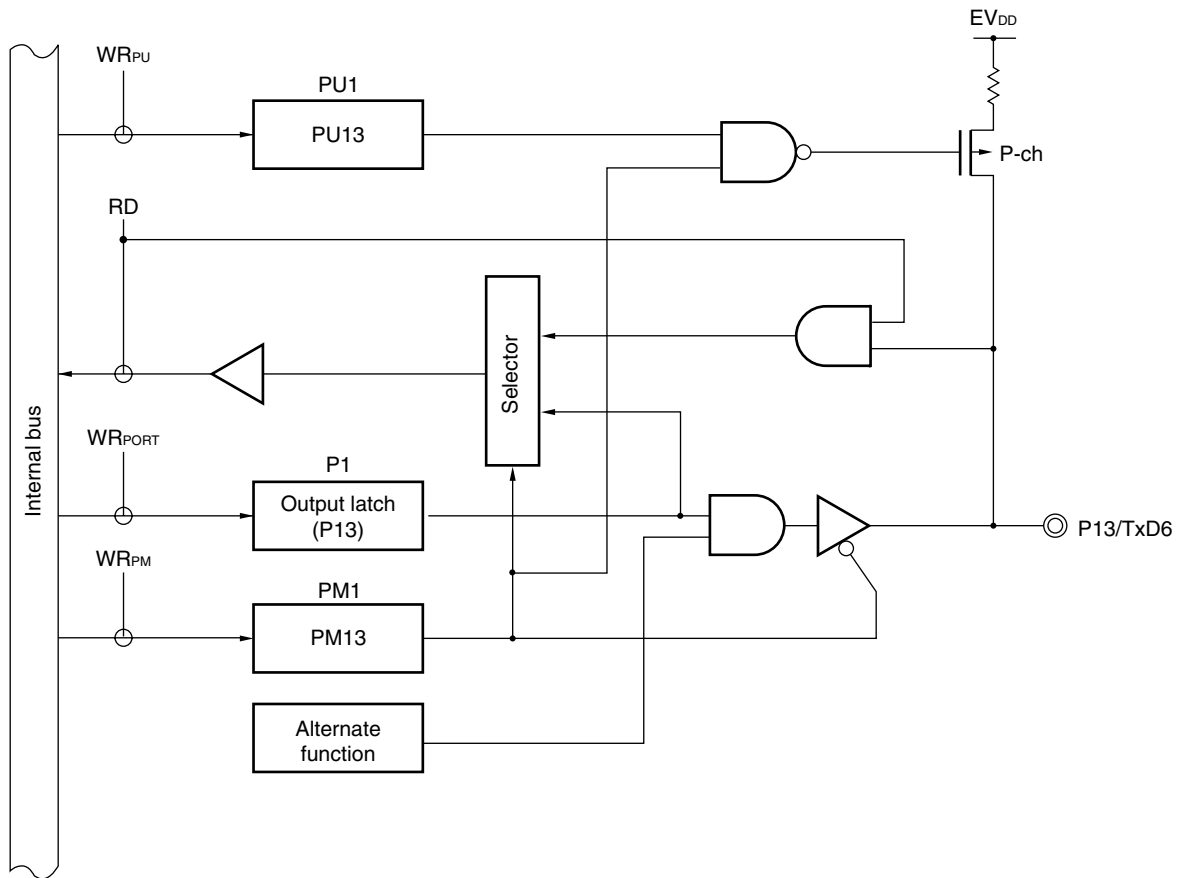 EVDD
WRPU
PU1
PU13
P-ch
RD
Selector
Internal bus
WRPORT
P1
Output latch
(P13)
P13/TxD6
WRPM
PM1
PM13
Alternate
function